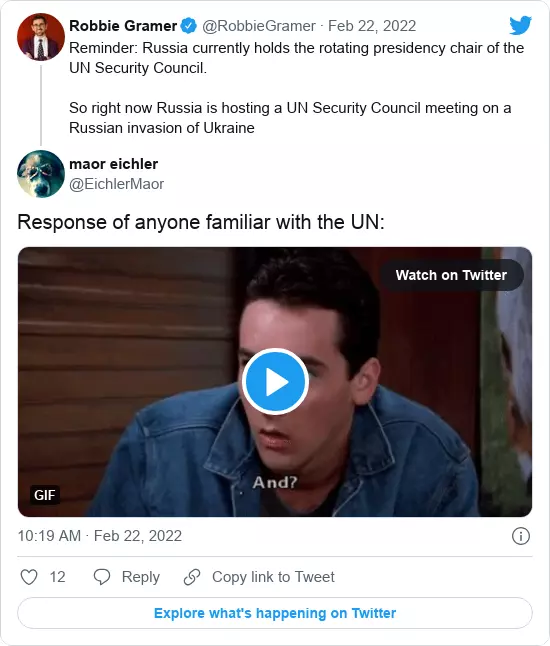 Robbie Gramer @RobbieGramer · Feb 22, 2022
Reminder: Russia currently holds the rotating presidency chair of the
UN Security Council.
So right now Russia is hosting a UN Security Council meeting on a
Russian invasion of Ukraine
maor eichler
@EichlerMaor
Response of anyone familiar with the UN:
Watch on Twitter
And?
GIF
10:19 AM · Feb 22, 2022
12 Reply Copy link to Tweet
Explore what's happening on Twitter